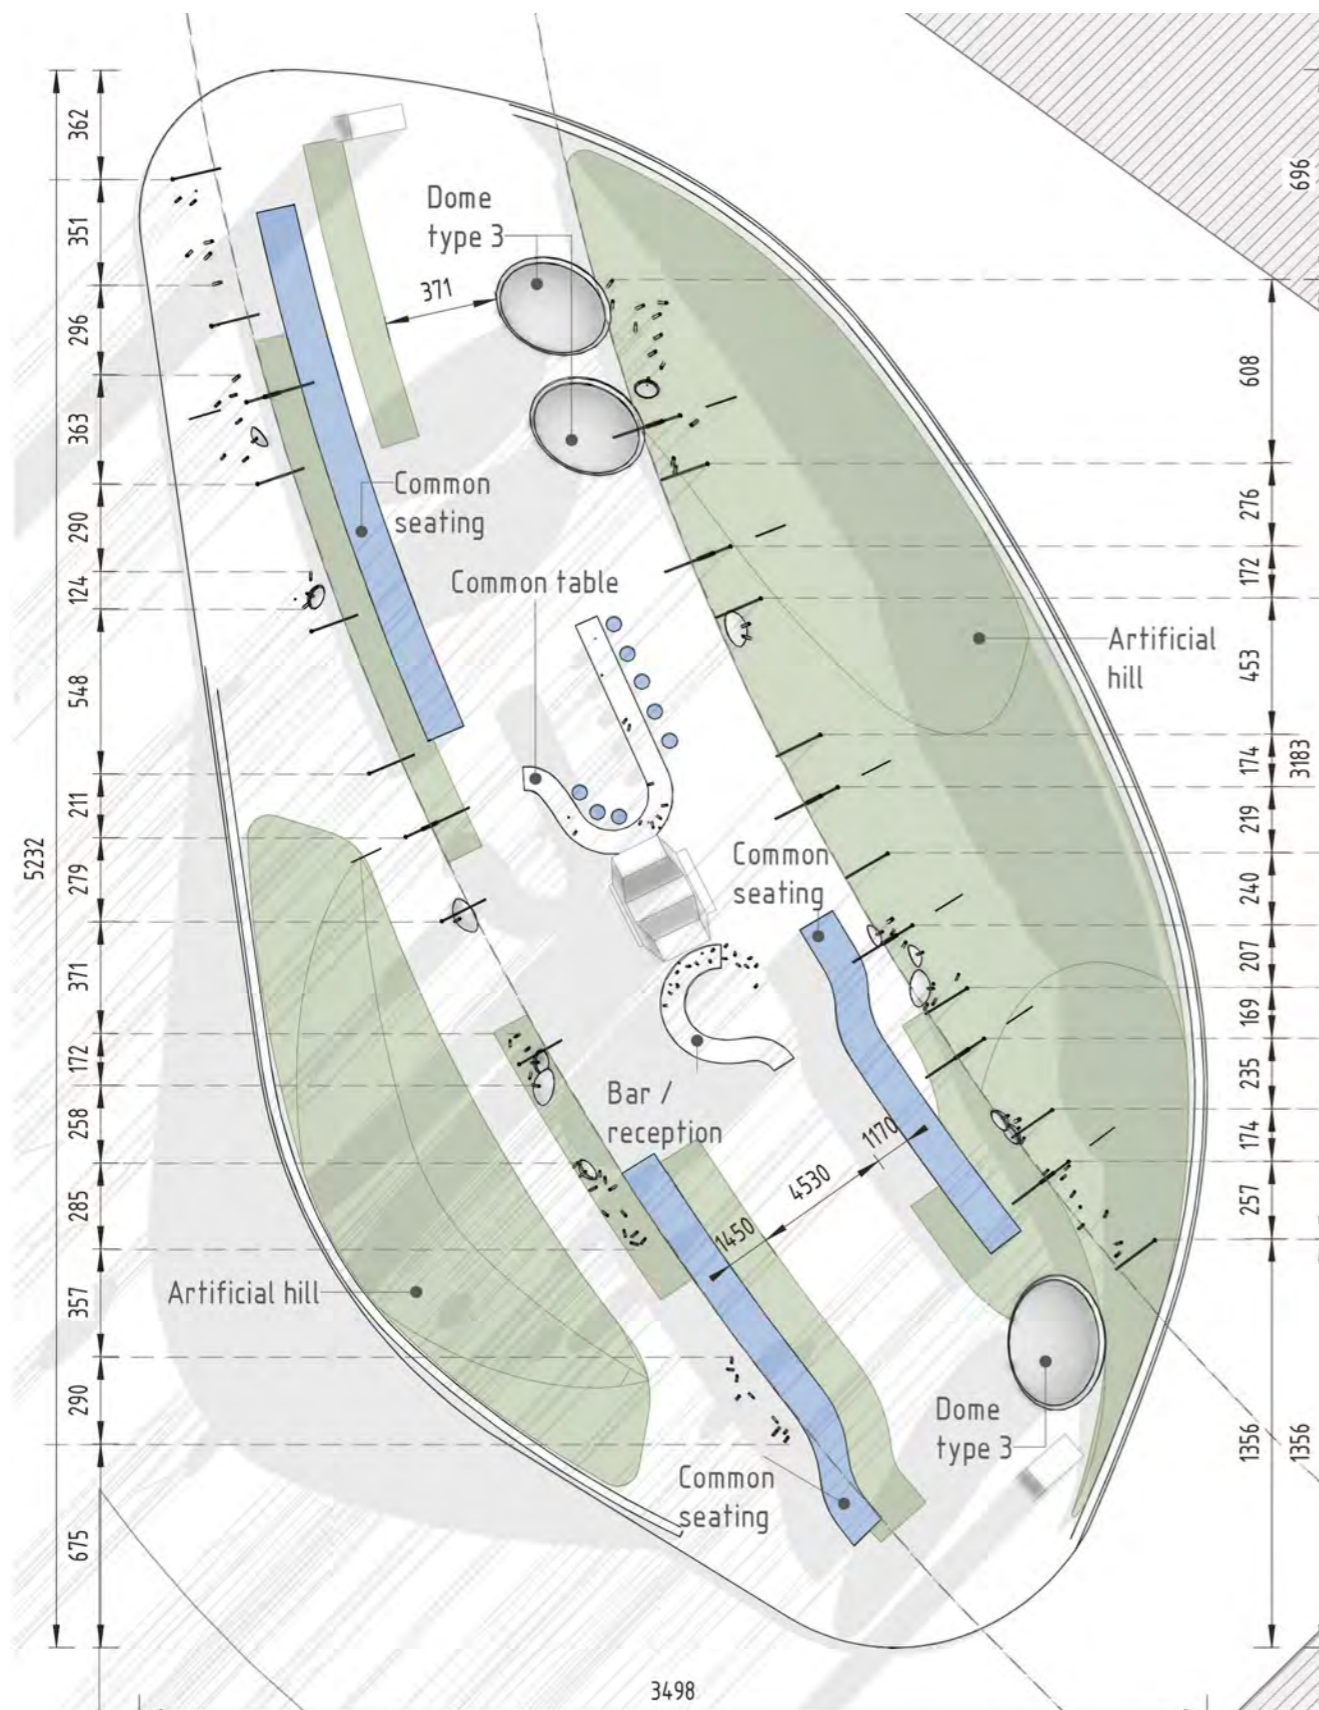 362
351
296
363
290
124
548
211
279
371
172
258
285
357
290
675
5232
Dome
type 3
371
Common
seating
Common table
Artificial
hill
Common
seating
Bar /
reception
1170
4530
1450
Artificial hill
Dome
type 3
Common
seating
696
608
276
172
453
174
219
240
207
169
235
174
257
1356
3183
1356
3498